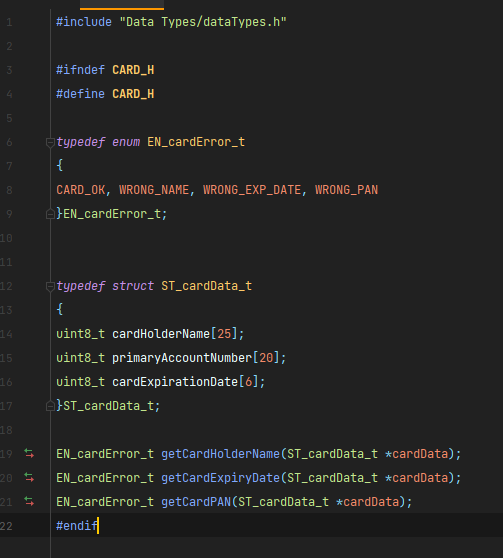 1 #include "Data Types/dataTypes.h"
2
3 #ifndef CARD_H
4 #define CARD_H
5
6 typedef enum EN_cardError_t
7 {
8 CARD_OK, WRONG_NAME, WRONG_EXP_DATE, WRONG_PAN
9 }EN_cardError_t;
10
11
12 typedef struct ST_cardData_t
13 {
14 uint8_t cardHolderName[25];
15 uint8_t primaryAccountNumber[20];
16 uint8_t cardExpirationDate[6];
17 }ST_cardData_t;
18
19 EN_cardError_t getCardHolderName(ST_cardData_t *cardData);
20 EN_cardError_t getCardExpiryDate(ST_cardData_t *cardData);
21 EN_cardError_t getCardPAN(ST_cardData_t *cardData);
22 #endif